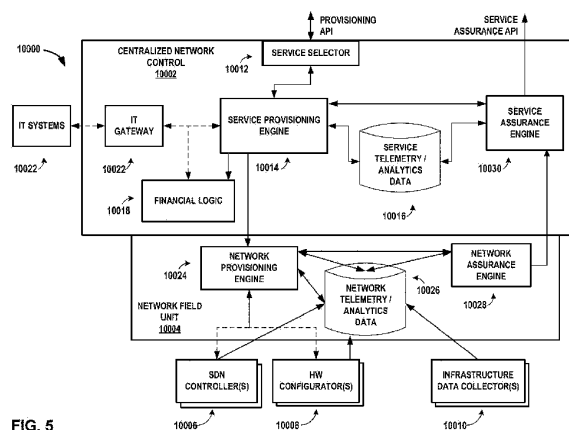 PROVISIONING
API
SERVICE
ASSURANCE API
10000
CENTRALIZED NETWORK
CONTROL
10002
10012
SERVICE SELECTOR
IT SYSTEMS
10022
IT
GATEWAY
10022
SERVICE PROVISIONING
ENGINE
10014
SERVICE
TELEMETRY /
ANALYTICS
DATA
10016
SERVICE
ASSURANCE
ENGINE
10030
10018
FINANCIAL LOGIC
10024
NETWORK
PROVISIONING
ENGINE
10026
NETWORK
TELEMETRY /
ANALYTICS
DATA
NETWORK
ASSURANCE
ENGINE
10028
NETWORK FIELD
UNIT
10004
SDN
CONTROLLER(S)
10006
HW
CONFIGURATOR(S)
10008
INFRASTRUCTURE
DATA COLLECTOR(S)
10010
FIG. 5